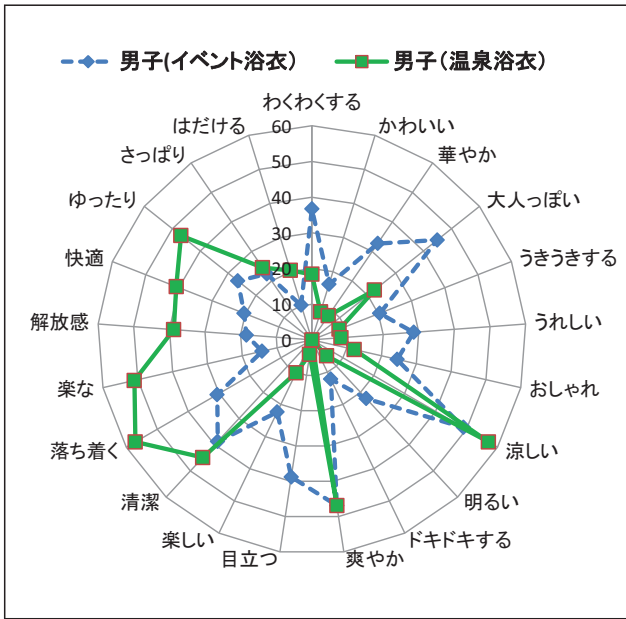 男子(イベント浴衣)
男子(温泉浴衣)
わくわくする
かわいい
華やか
大人っぽい
うきうきする
うれしい
おしゃれ
涼しい
明るい
ドキドキする
爽やか
目立つ
楽しい
清潔
落ち着く
楽な
解放感
快適
ゆったり
さっぱり
はだける
60
50
40
30
20
10
0